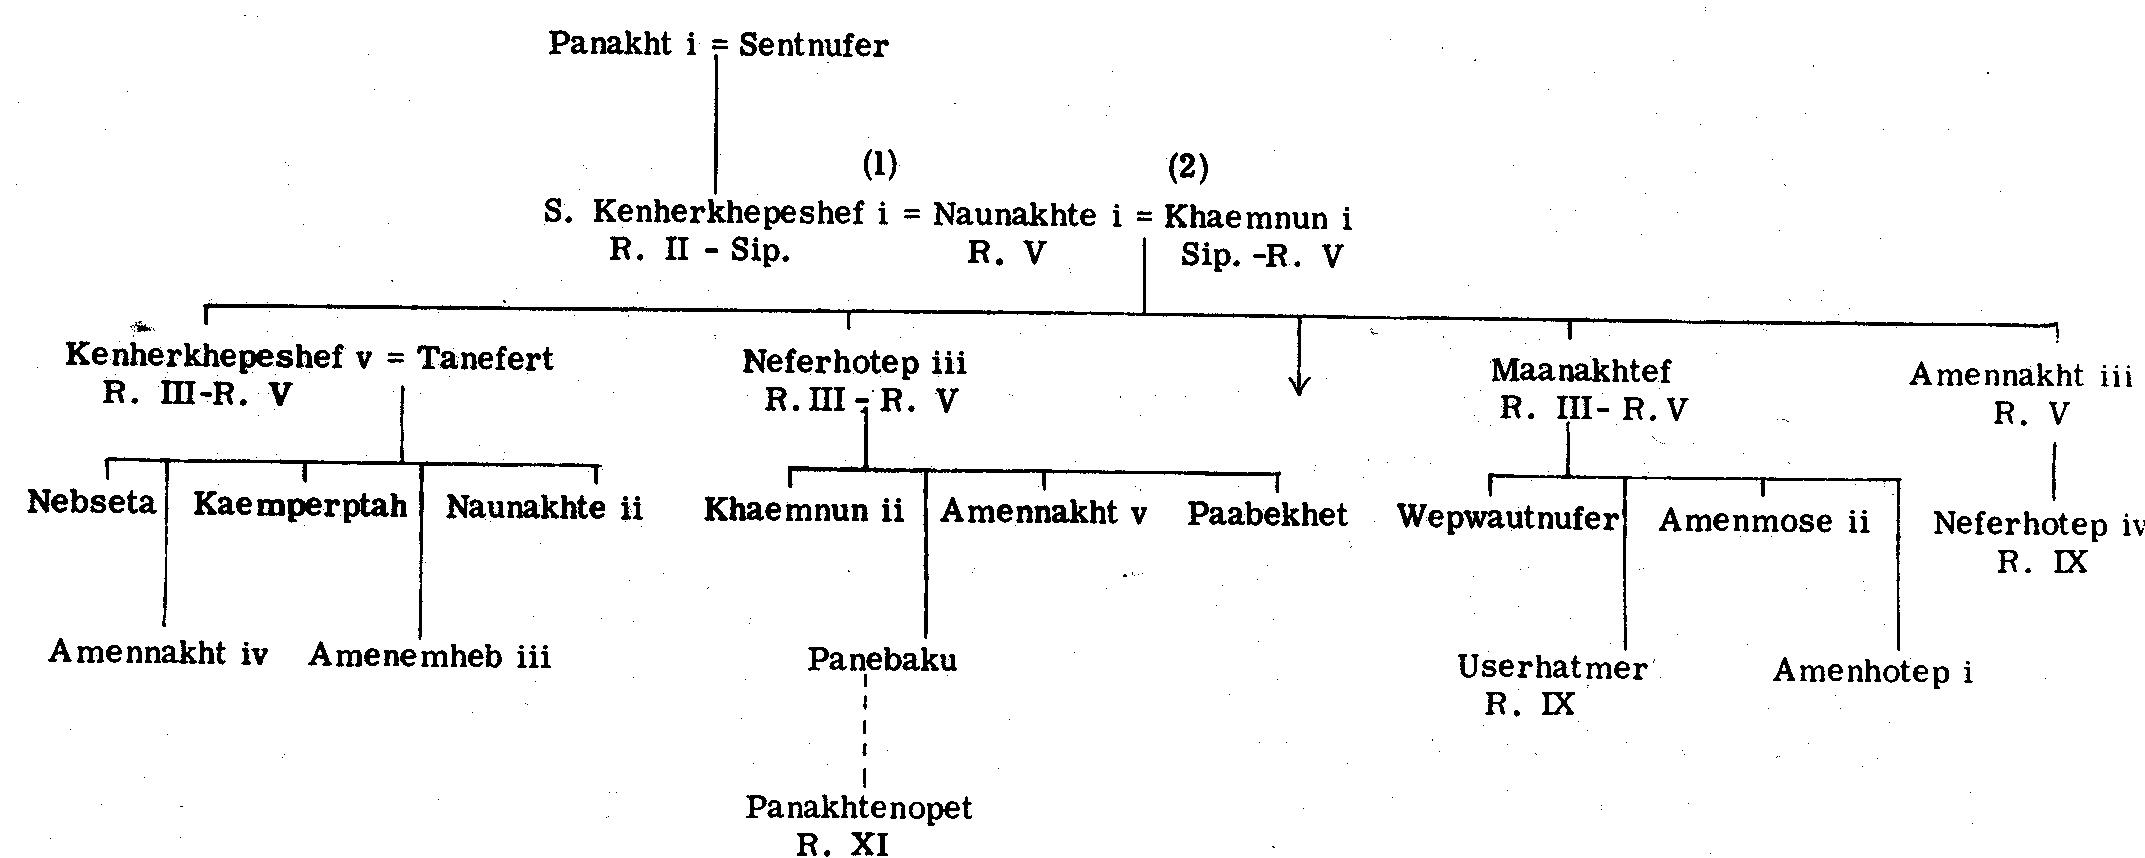 Panakht i = Sentnufer
(1) (2)
S. Kenherkhepeshef i = Naunakhte i = Khaemnun i
R. II - Sip. R. V Sip. -R. V
Kenherkhepeshef v = Tanefert Neferhotep iii Maanakhtef Amennakht iii
R. III-R. V R. III - R. V R. III- R. V R. V
Nebseta Kaemperptah Naunakhte ii Khaemnun ii Amennakht v Paabekhet Wepwautnufer Amenmose ii Neferhotep iv
R. IX
Amennakht iv Amenemheb iii Panebaku Userhatmer Amenhotep i
R. IX
Panakhtenopet
R. XI